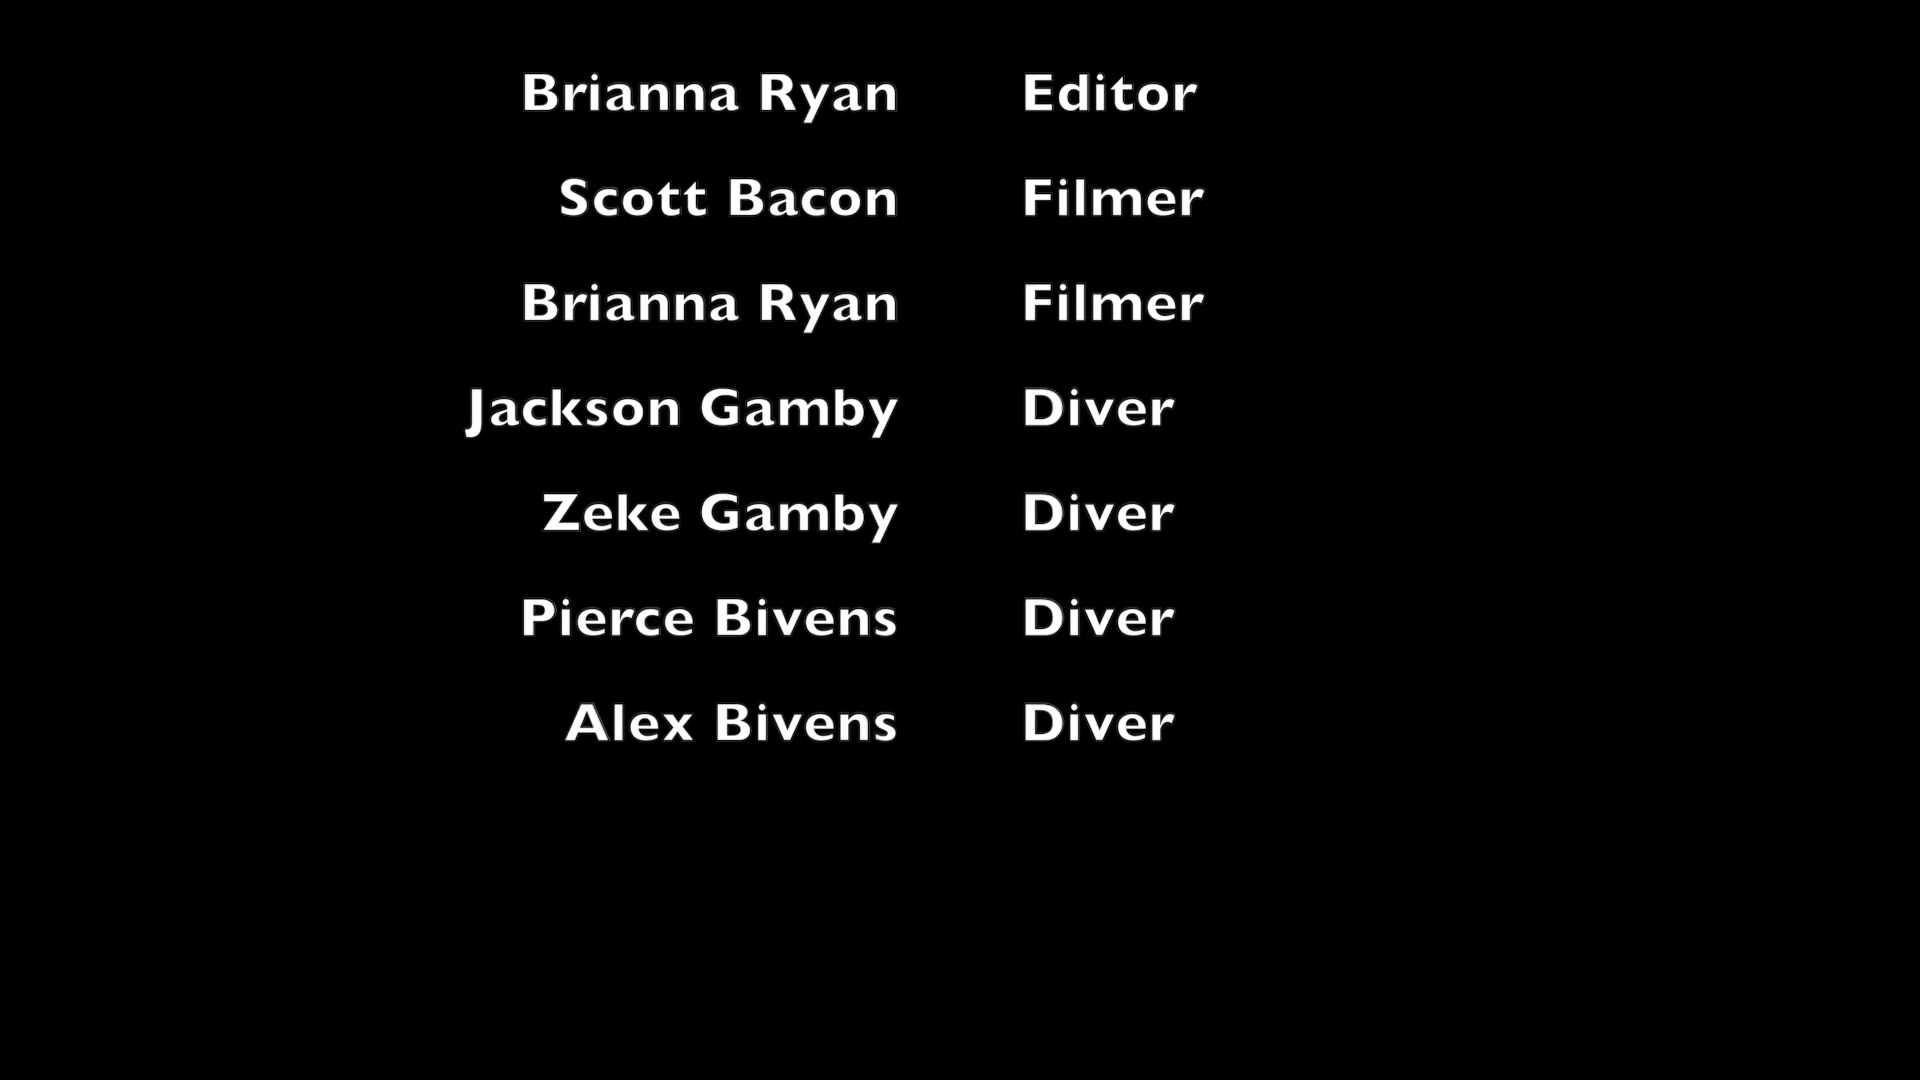 Brianna Ryan Editor
Scott Bacon Filmer
Brianna Ryan Filmer
Jackson Gamby Diver
Zeke Gamby Diver
Pierce Bivens Diver
Alex Bivens Diver